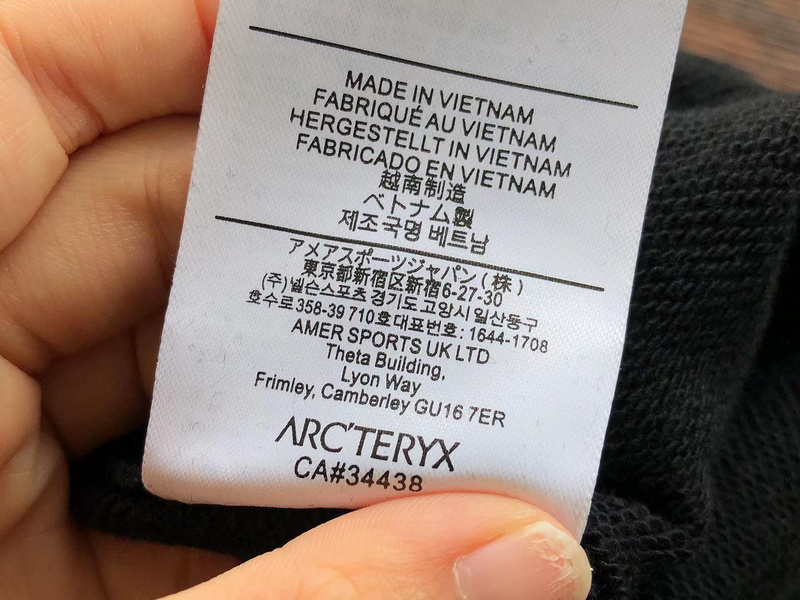 MADE IN VIETNAM
FABRIQUÉ AU VIETNAM
HERGESTELLT IN VIETNAM
FABRICADO EN VIETNAM
越南制造
ベトナム製
제조국명 베트남
アメアスポーツジャパン(株)
東京都新宿区新宿6-27-30
(주)넬슨스포츠 경기도 고양시 일산동구
호수로 358-39 710호 대표번호: 1644-1708
AMER SPORTS UK LTD
Theta Building,
Lyon Way
Frimley, Camberley GU16 7ER
ARC'TERYX
CA#34438